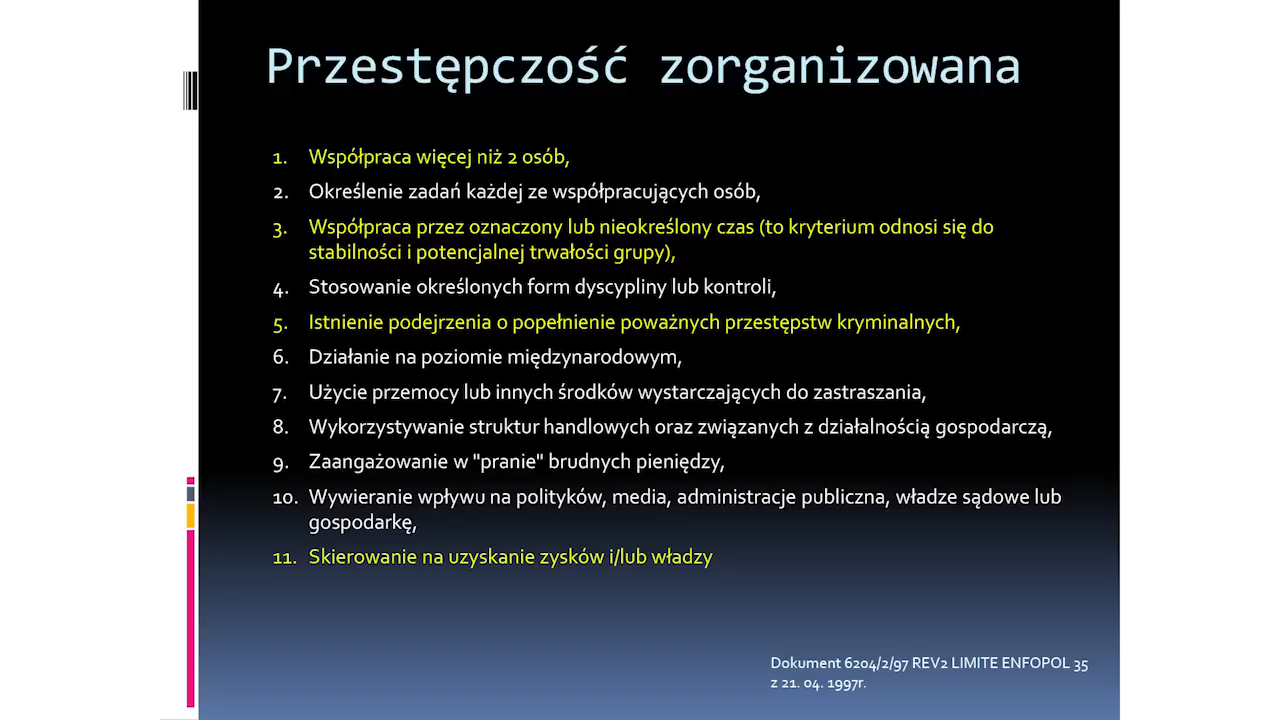 Przestępczość zorganizowana
1. Współpraca więcej niż 2 osób,
2. Określenie zadań każdej ze współpracujących osób,
3. Współpraca przez oznaczony lub nieokreślony czas (to kryterium odnosi się do
stabilności i potencjalnej trwałości grupy),
4. Stosowanie określonych form dyscypliny lub kontroli,
5. Istnienie podejrzenia o popełnienie poważnych przestępstw kryminalnych,
6. Działanie na poziomie międzynarodowym,
7. Użycie przemocy lub innych środków wystarczających do zastraszania,
8. Wykorzystywanie struktur handlowych oraz związanych z działalnością gospodarczą,
9. Zaangażowanie w "pranie" brudnych pieniędzy,
10. Wywieranie wpływu na polityków, media, administracje publiczna, władze sądowe lub
gospodarkę,
11. Skierowanie na uzyskanie zysków i/lub władzy
Dokument 6204/2/97 REV2 LIMITE ENFOPOL 35
z 21. 04. 1997r.